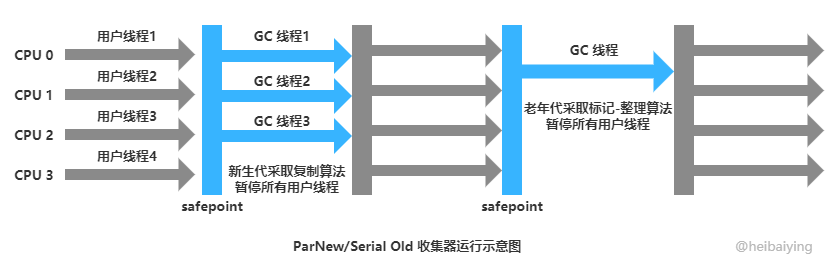 用户线程1
GC 线程1
GC 线程
CPU 0
用户线程2
GC 线程2
CPU 1
老年代采取标记-整理算法
暂停所有用户线程
用户线程3
GC 线程3
CPU 2
用户线程4
CPU 3
新生代采取复制算法
暂停所有用户线程
safepoint
safepoint
ParNew/Serial Old 收集器运行示意图
@heibaiying